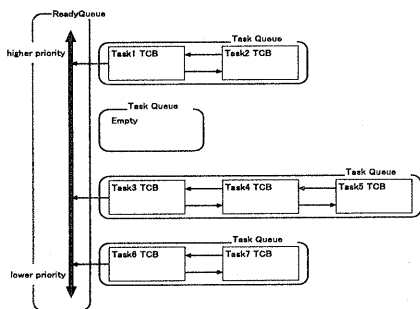 ReadyQueue
higher priority
Task Queue
Task1 TCB
Task2 TCB
Task Queue
Empty
Task Queue
Task3 TCB
Task4 TCB
Task5 TCB
Task Queue
Task6 TCB
Task7 TCB
lower priority